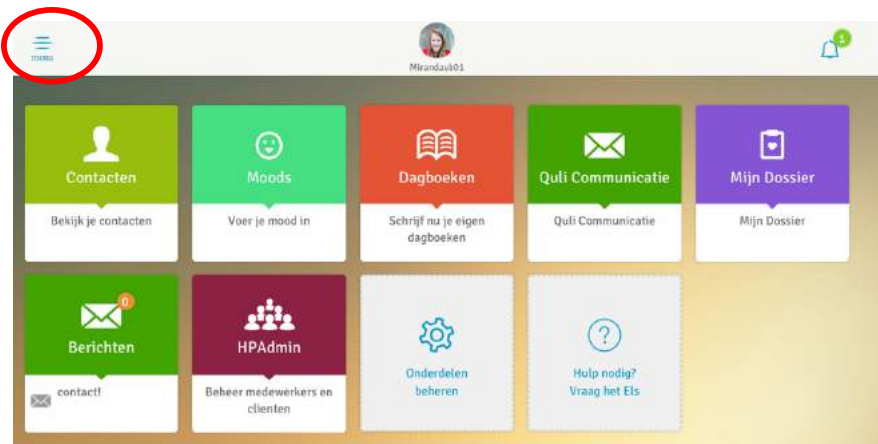 menu
Mirandavb01
1
Contacten
Bekijk je contacten
Moods
Voer je mood in
Dagboeken
Schrijf nu je eigen
dagboeken
Quli Communicatie
Quli Communicatie
Mijn Dossier
Mijn Dossier
0
Berichten
contact!
HPAdmin
Beheer medewerkers en
clienten
Onderdelen
beheren
?
Hulp nodig?
Vraag het Els